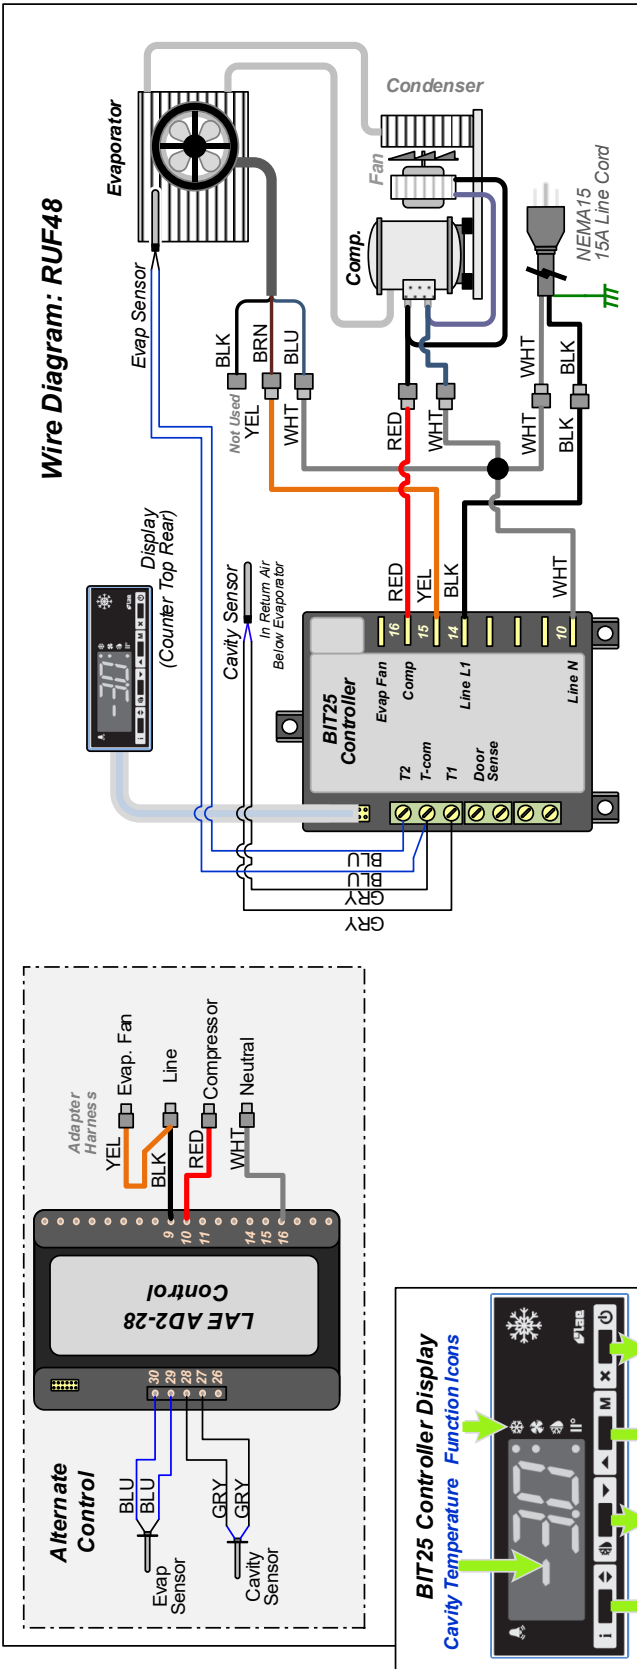 Wire Diagram: RUF48
Evaporator
Condenser
Fan
Comp.
NEMA15
15A Line Cord
Evap Sensor
BLK
BRN
BLU
Not Used
YEL
WHT
RED
WHT
WHT
BLK
WHT
BLK
Display
(Counter Top Rear)
-30
i
M
lae
Cavity Sensor
In Return Air
Below Evaporator
RED
YEL
BLK
WHT
16
15
14
10
Evap Fan
Comp
Line L1
Line N
BIT25
Controller
T2
T-com
T1
Door
Sense
BLU
BLU
GRY
GRY
Alternate
Control
Adapter
Harness
YEL
Evap. Fan
BLK
Line
RED
Compressor
WHT
Neutral
9
10
11
14
15
16
LAE AD2-28
Control
30
29
28
27
26
BLU
BLU
GRY
GRY
Evap
Sensor
Cavity
Sensor
BIT25 Controller Display
Cavity Temperature
Function Icons
-30
lae
i
M